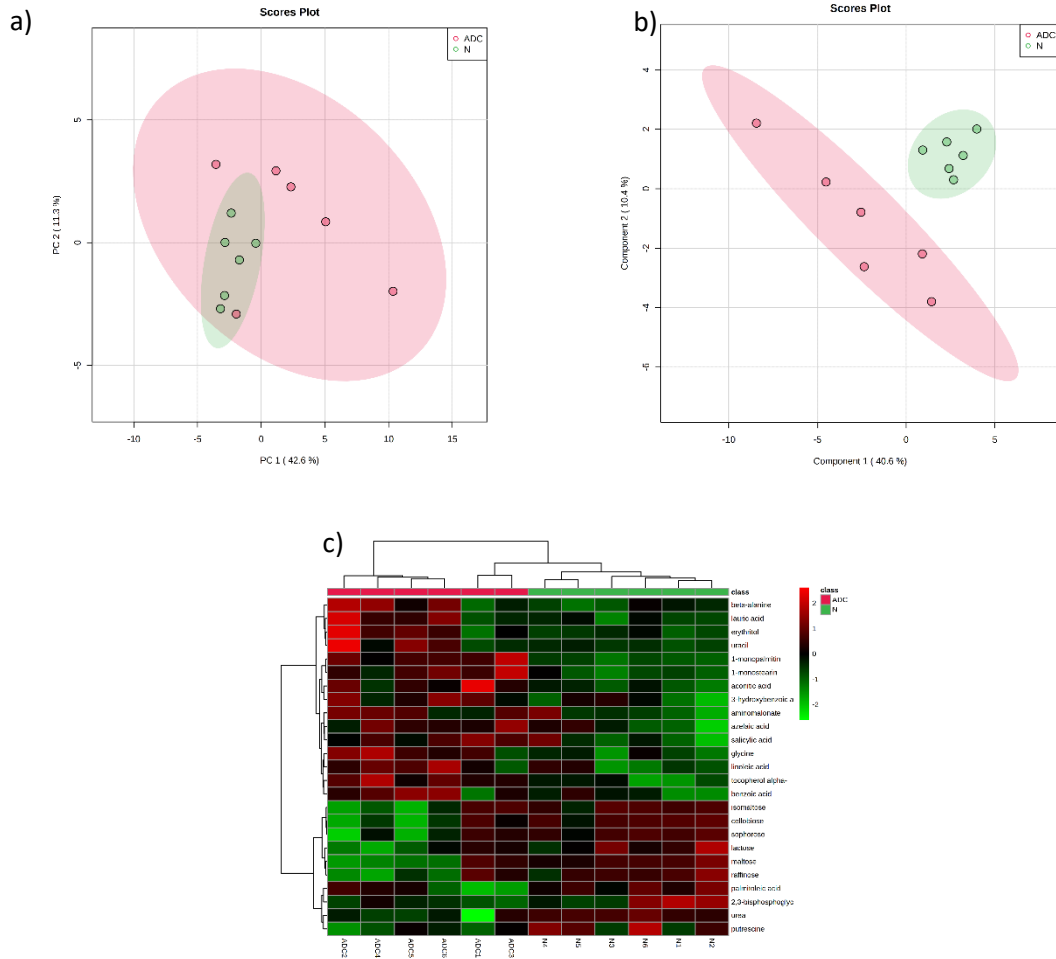 a)
Scores Plot
ADC
N
5
0
-5
PC 2 ( 11.3 %)
-10
-5
0
5
10
15
PC 1 ( 42.6 %)
b)
Scores Plot
ADC
N
4
2
0
-2
-4
-6
Component 2 ( 10.4 %)
-10
-5
0
5
Component 1 ( 40.6 %)
c)
class
beta-alanine
lauric acid
erythritol
uracil
1-monopalmitin
1-monostearin
aconitic acid
3-hydroxybenzoic a
aminomalonate
azelaic acid
salicylic acid
glycine
linoleic acid
tocopherol alpha-
benzoic acid
isomaltose
cellobiose
sophorose
lactose
maltose
raffinose
palmitoleic acid
2,3-bisphosphoglyc
urea
putrescine
class
ADC
N
2
1
0
-1
-2
ADC2
ADC4
ADC5
ADC6
ADC1
ADC3
N4
N5
N3
N6
N1
N2